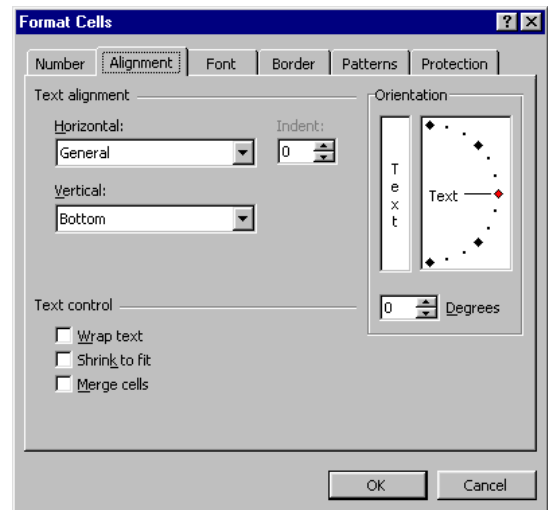 Format Cells
Number Alignment Font Border Patterns Protection
Text alignment
Horizontal:
General
Indent:
0
Vertical:
Bottom
Orientation
T
e
x
t
Text
0 Degrees
Text control
Wrap text
Shrink to fit
Merge cells
OK Cancel